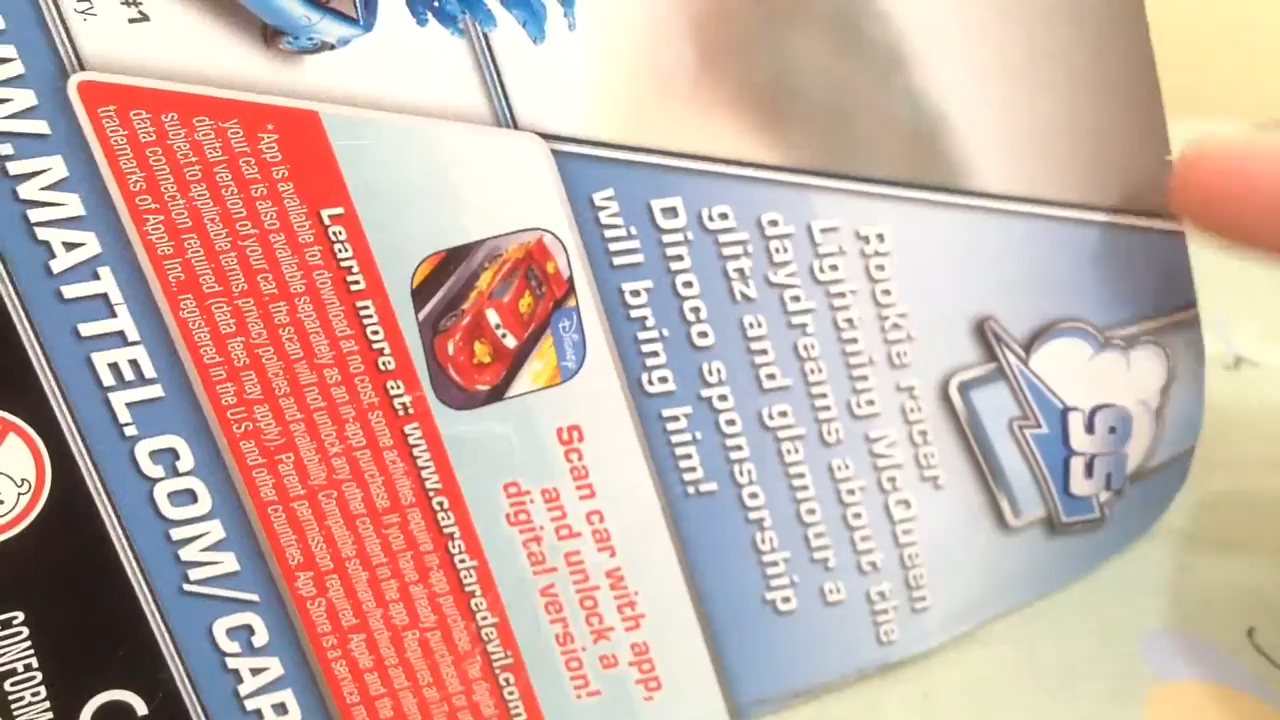 95
Rookie racer
Lightning McQueen
daydreams about the
glitz and glamour a
Dinoco sponsorship
will bring him!
Disney
Scan car with app,
and unlock a
digital version!
Learn more at: www.carsdaredevil.com
* App is available for download at no cost; some activities require in-app purchase. The digital
your car is also available separately as an in-app purchase. If you have already purchased or
digital version of your car, the scan will not unlock any other content in the app. Requires an
subject to applicable terms, privacy policies and availability. Compatible software/hardware and
data connection required (data fees may apply). Parent permission required. Apple and the
trademarks of Apple Inc., registered in the U.S. and other countries. App Store is a service
#1
ry.
WW.MATTEL.COM/CAR
CONFORM